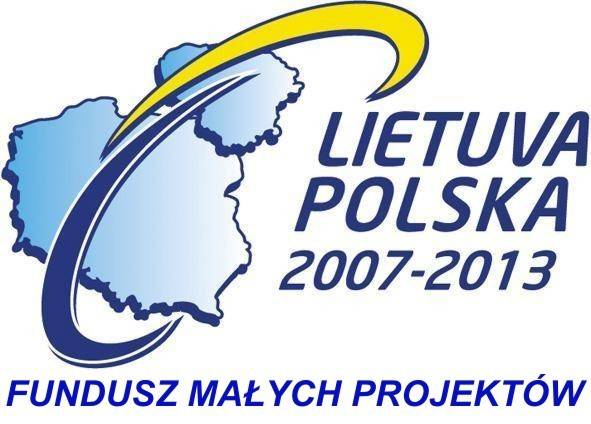 LIETUVA
POLSKA
2007-2013
FUNDUSZ MAŁYCH PROJEKTÓW